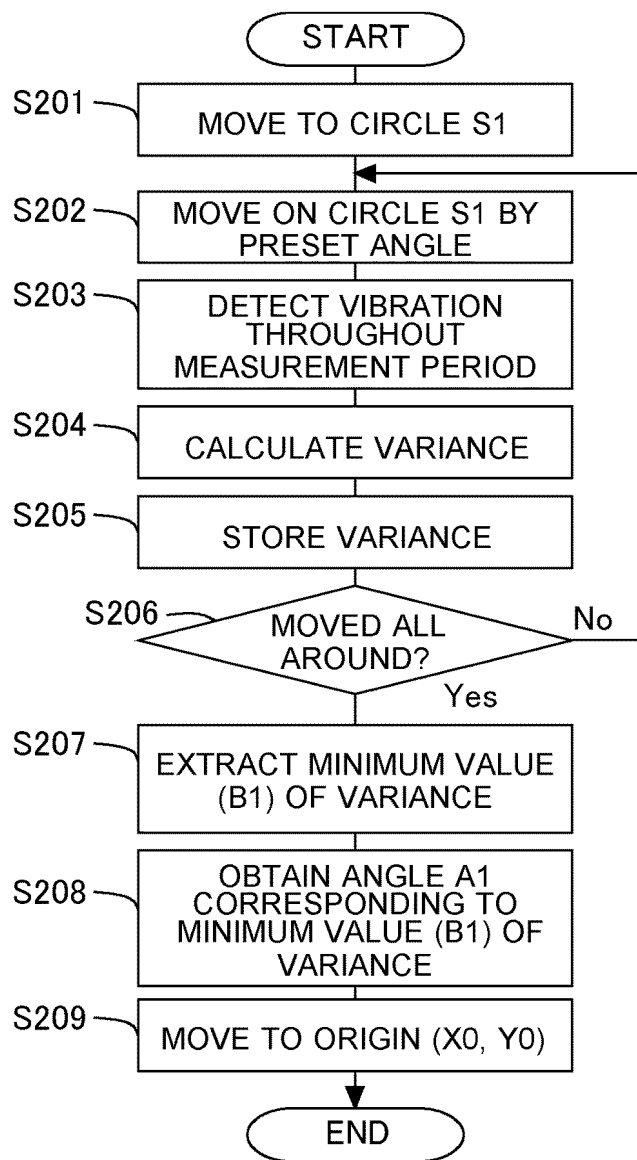 START
S201
MOVE TO CIRCLE S1
S202
MOVE ON CIRCLE S1 BY
PRESET ANGLE
S203
DETECT VIBRATION
THROUGHOUT
MEASUREMENT PERIOD
S204
CALCULATE VARIANCE
S205
STORE VARIANCE
S206
MOVED ALL
AROUND?
No
Yes
S207
EXTRACT MINIMUM VALUE
(B1) OF VARIANCE
S208
OBTAIN ANGLE A1
CORRESPONDING TO
MINIMUM VALUE (B1) OF
VARIANCE
S209
MOVE TO ORIGIN (X0, Y0)
END